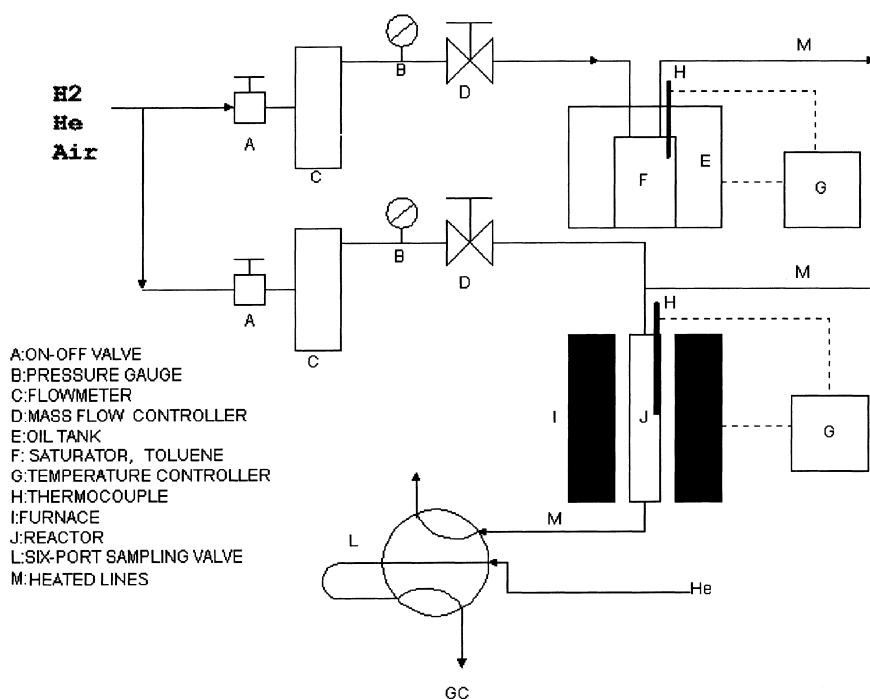 M
B
H
D
H2
He
Air
A
F
E
G
C
B
M
D
H
A
C
A:ON-OFF VALVE
B:PRESSURE GAUGE
C:FLOWMETER
D:MASS FLOW CONTROLLER
E:OIL TANK
F: SATURATOR, TOLUENE
G:TEMPERATURE CONTROLLER
H:THERMOCOUPLE
I:FURNACE
J:REACTOR
L:SIX-PORT SAMPLING VALVE
M:HEATED LINES
I
J
G
M
L
He
GC